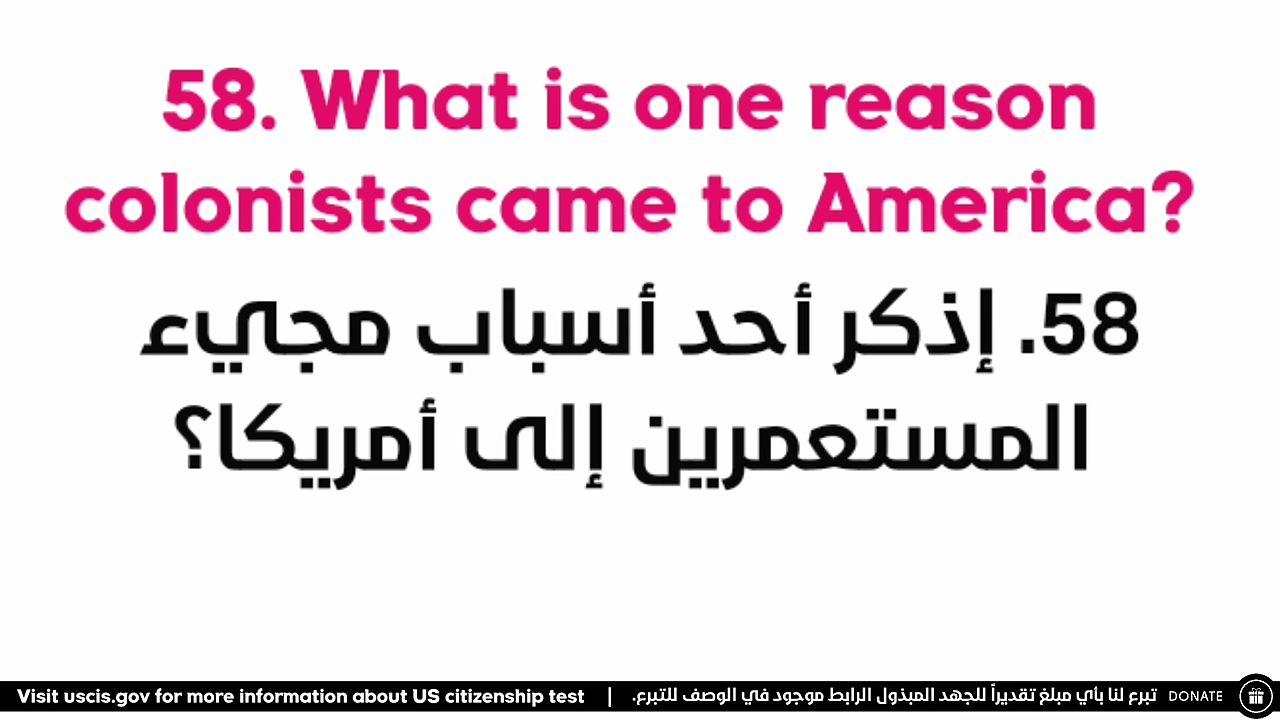 58. What is one reason
colonists came to America?
58. إذكر أحد أسباب مجيء
المستعمرين إلى أمريكا؟
Visit uscis.gov for more information about US citizenship test | تبرع لنا بأي مبلغ تقديراً للجهد المبذول الرابط موجود في الوصف للتبرع. DONATE